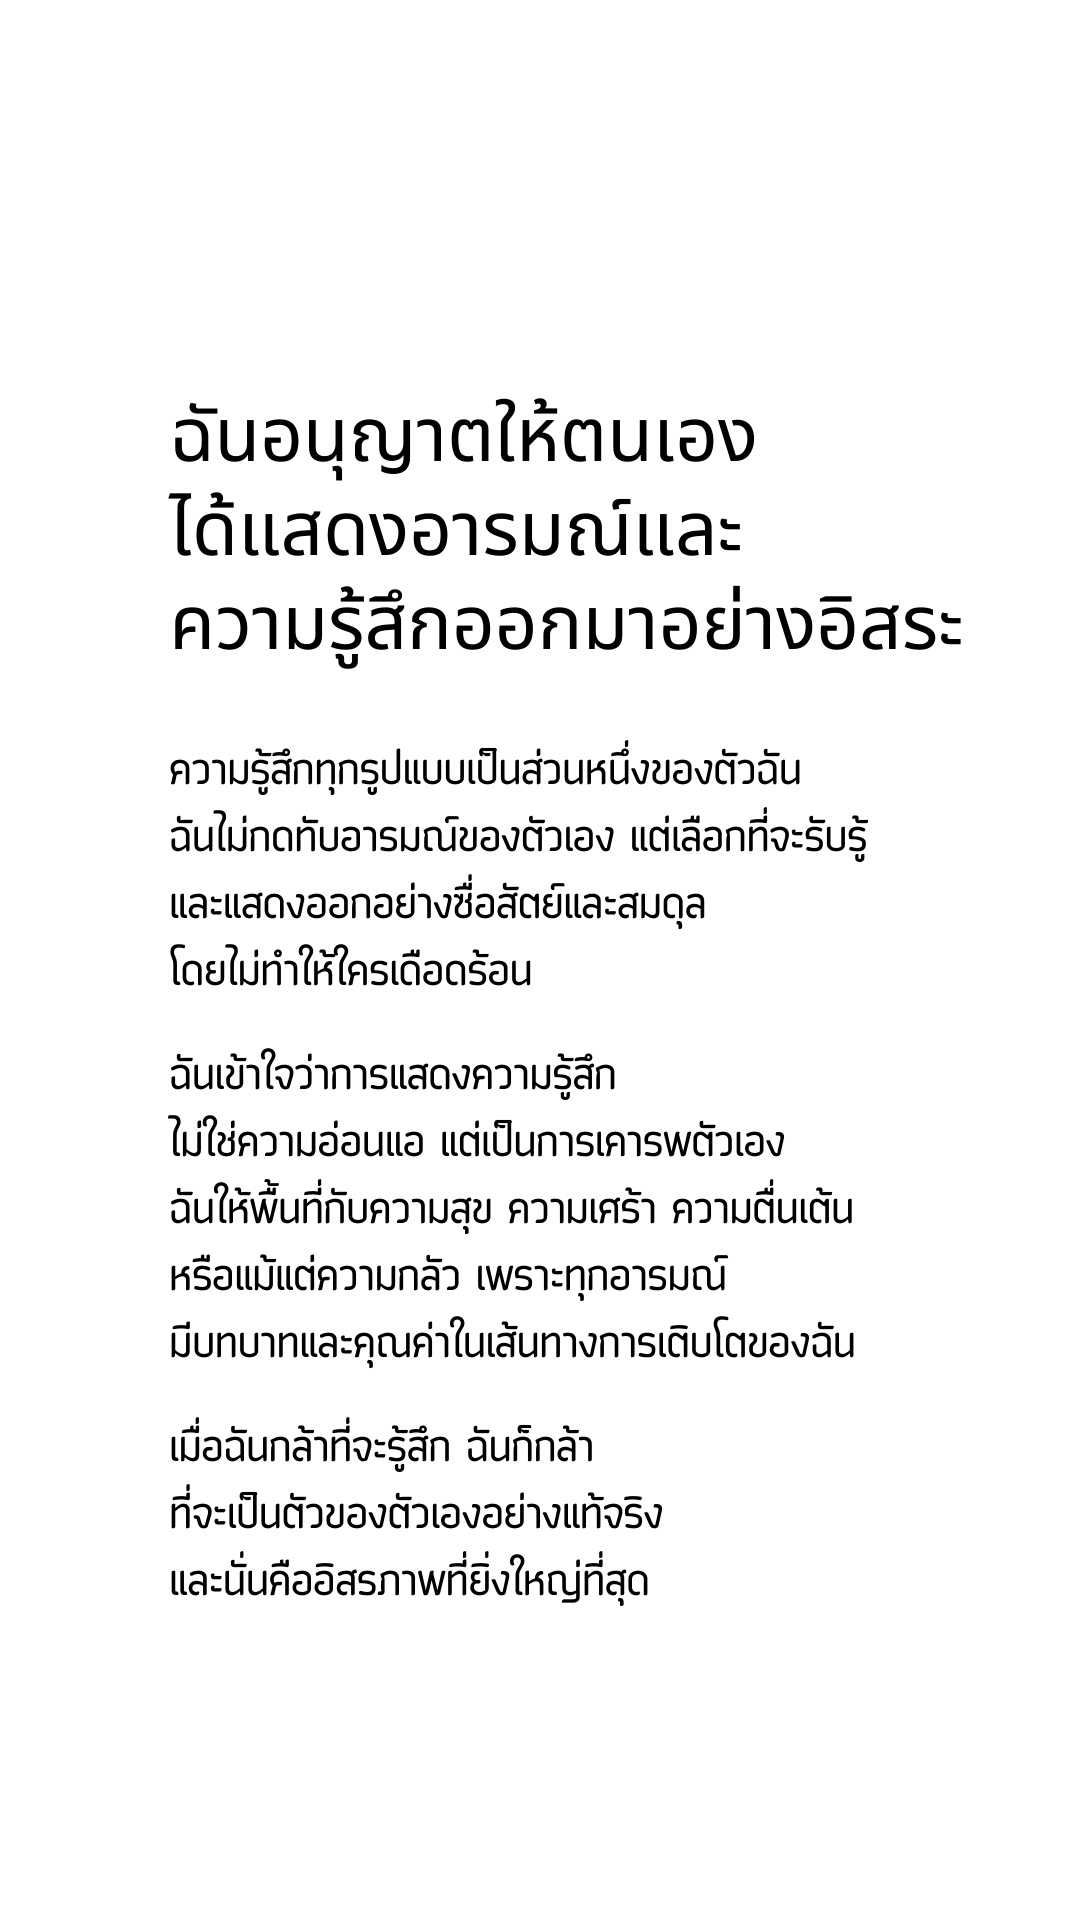 ฉันอนุญาตให้ตนเอง
ได้แสดงอารมณ์และ
ความรู้สึกออกมาอย่างอิสระ
ความรู้สึกทุกรูปแบบเป็นส่วนหนึ่งของตัวฉัน
ฉันไม่กดทับอารมณ์ของตัวเอง แต่เลือกที่จะรับรู้
และแสดงออกอย่างซื่อสัตย์และสมดุล
โดยไม่ทำให้ใครเดือดร้อน
ฉันเข้าใจว่าการแสดงความรู้สึก
ไม่ใช่ความอ่อนแอ แต่เป็นการเคารพตัวเอง
ฉันให้พื้นที่กับความสุข ความเศร้า ความตื่นเต้น
หรือแม้แต่ความกลัว เพราะทุกอารมณ์
มีบทบาทและคุณค่าในเส้นทางการเติบโตของฉัน
เมื่อฉันกล้าที่จะรู้สึก ฉันก็กล้า
ที่จะเป็นตัวของตัวเองอย่างแท้จริง
และนั่นคืออิสรภาพที่ยิ่งใหญ่ที่สุด